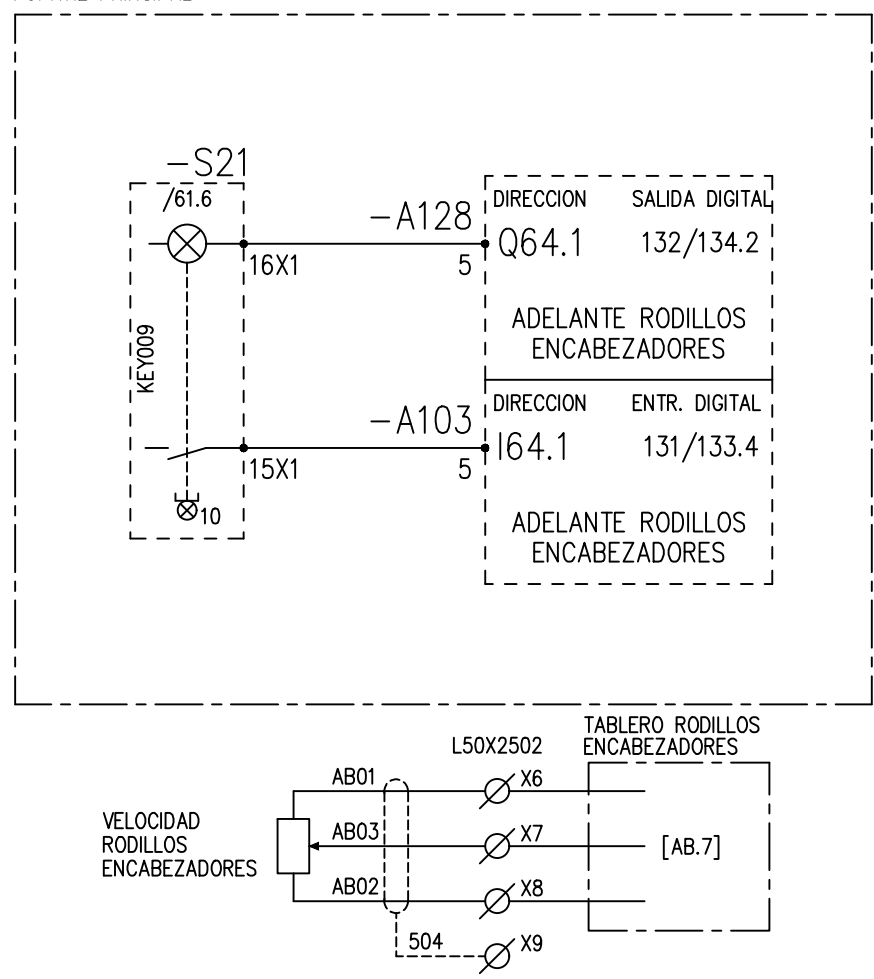 -S21
/61.6
KEY009
10
16X1
15X1
-A128
5
-A103
5
DIRECCION SALIDA DIGITAL
Q64.1 132/134.2
ADELANTE RODILLOS
ENCABEZADORES
DIRECCION ENTR. DIGITAL
I64.1 131/133.4
ADELANTE RODILLOS
ENCABEZADORES
TABLERO RODILLOS
ENCABEZADORES
L50X2502
AB01 X6
VELOCIDAD
RODILLOS
ENCABEZADORES
AB03 X7
[AB.7]
AB02 X8
504 X9